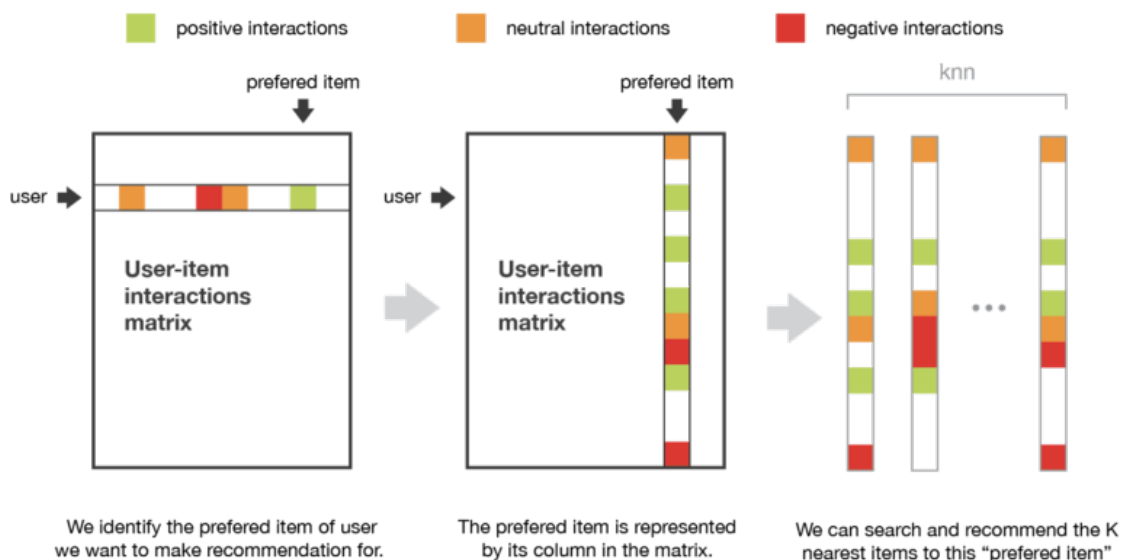 positive interactions
neutral interactions
negative interactions
prefered item
user
User-item
interactions
matrix
We identify the prefered item of user
we want to make recommendation for.
prefered item
user
User-item
interactions
matrix
The prefered item is represented
by its column in the matrix.
knn
We can search and recommend the K
nearest items to this “prefered item”